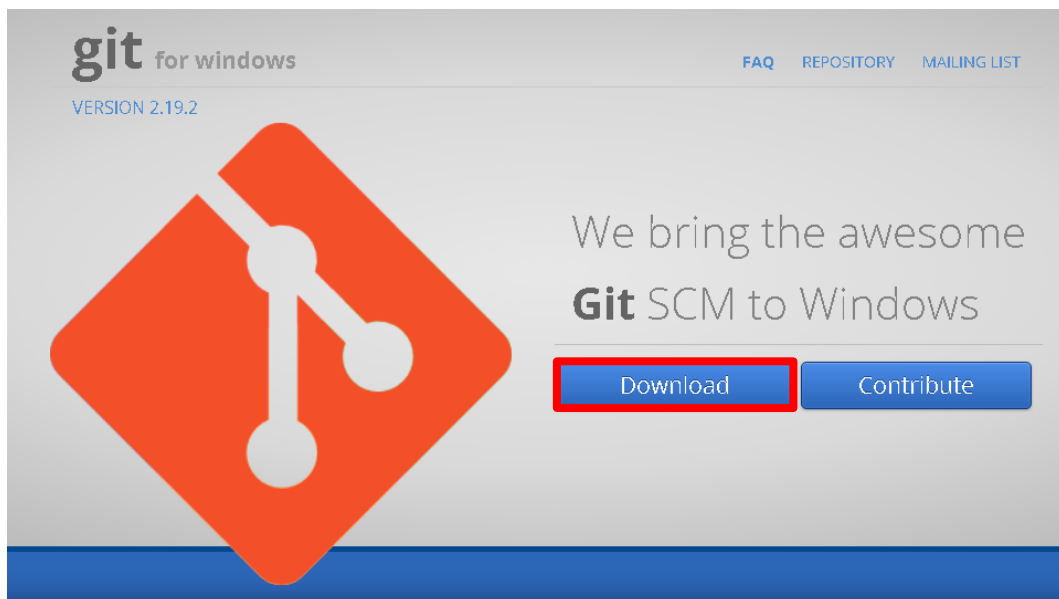 git for windows
FAQ REPOSITORY MAILING LIST
VERSION 2.19.2
We bring the awesome
Git SCM to Windows
Download
Contribute